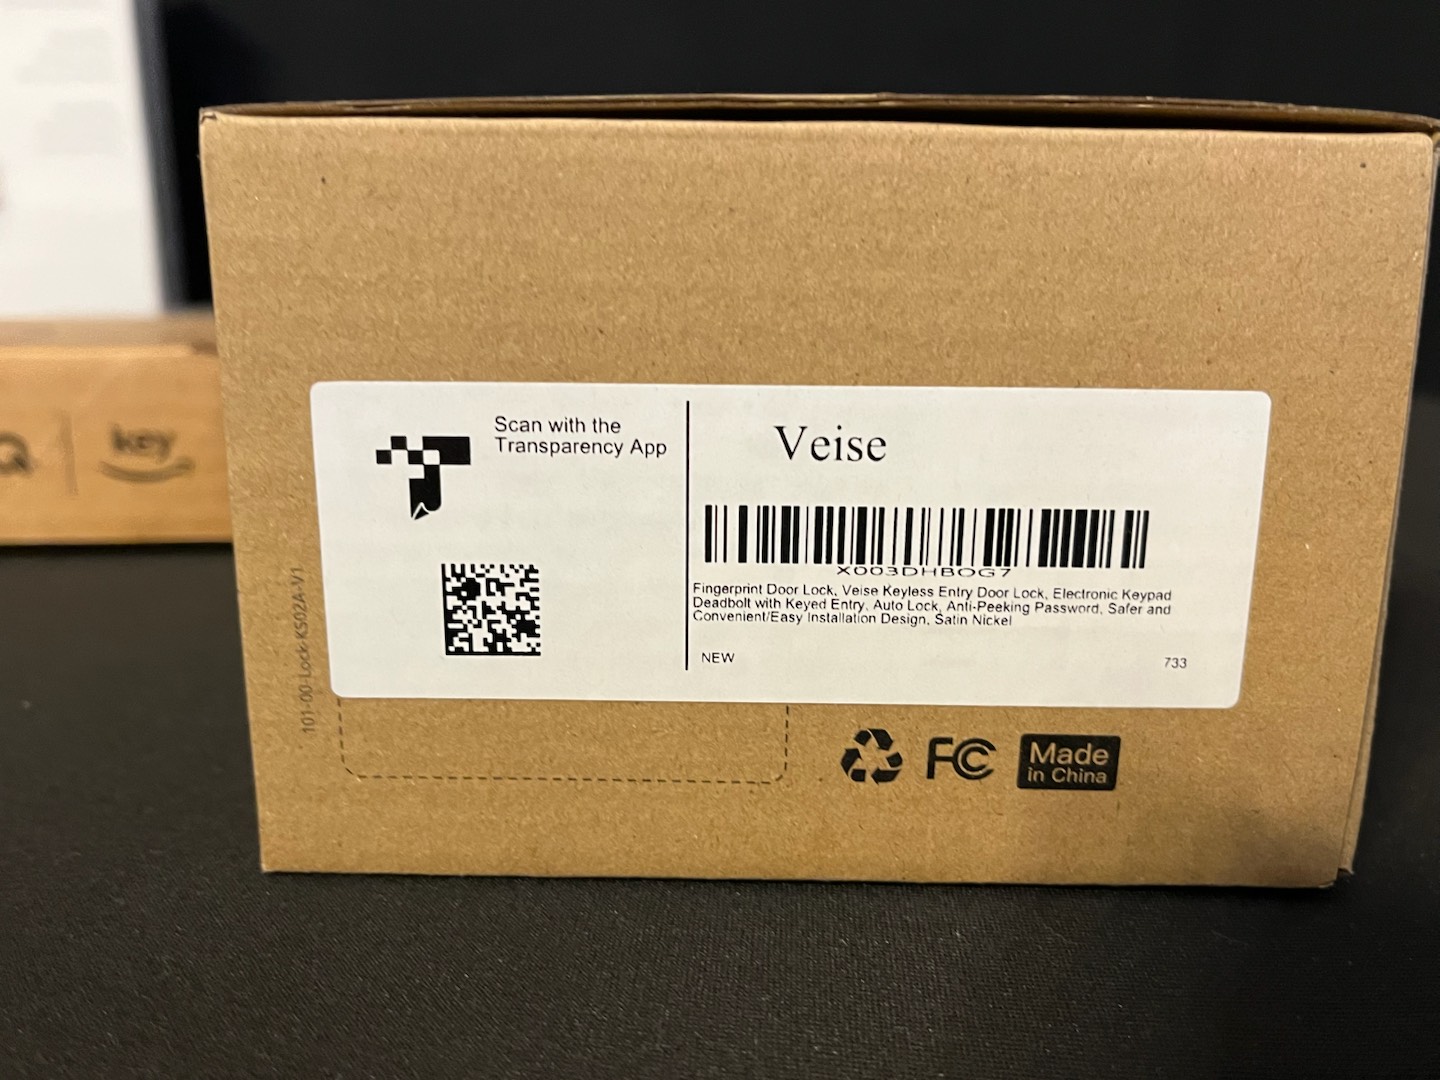 Q key
Scan with the
Transparency App
Veise
X003DHBOG7
Fingerprint Door Lock, Veise Keyless Entry Door Lock, Electronic Keypad
Deadbolt with Keyed Entry, Auto Lock, Anti-Peeking Password, Safer and
Convenient/Easy Installation Design, Satin Nickel
NEW 733
101-00-Lock-KS02A-V1
FC
Made
in China